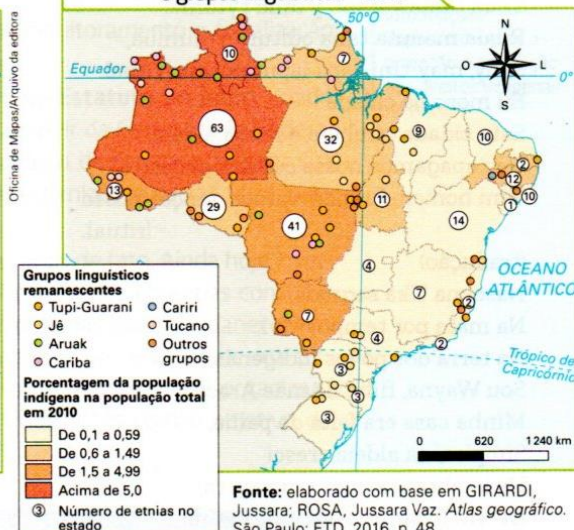 50°O
Oficina de Mapas/Arquivo da editora
Equador
0°
N
O
L
S
10
7
63
32
9
10
2
12
10
1
13
29
11
14
41
4
7
7
4
2
2
3
3
3
OCEANO
ATLÂNTICO
Trópico de
Capricórnio
Grupos linguísticos
remanescentes
Tupi-Guarani
Cariri
Jê
Tucano
Aruak
Outros
grupos
Cariba
Porcentagem da população
indígena na população total
em 2010
De 0,1 a 0,59
De 0,6 a 1,49
De 1,5 a 4,99
Acima de 5,0
3 Número de etnias no
estado
0 620 1240 km
Fonte: elaborado com base em GIRARDI,
Jussara; ROSA, Jussara Vaz. Atlas geográfico.
São Paulo: FTD, 2016, p. 48.